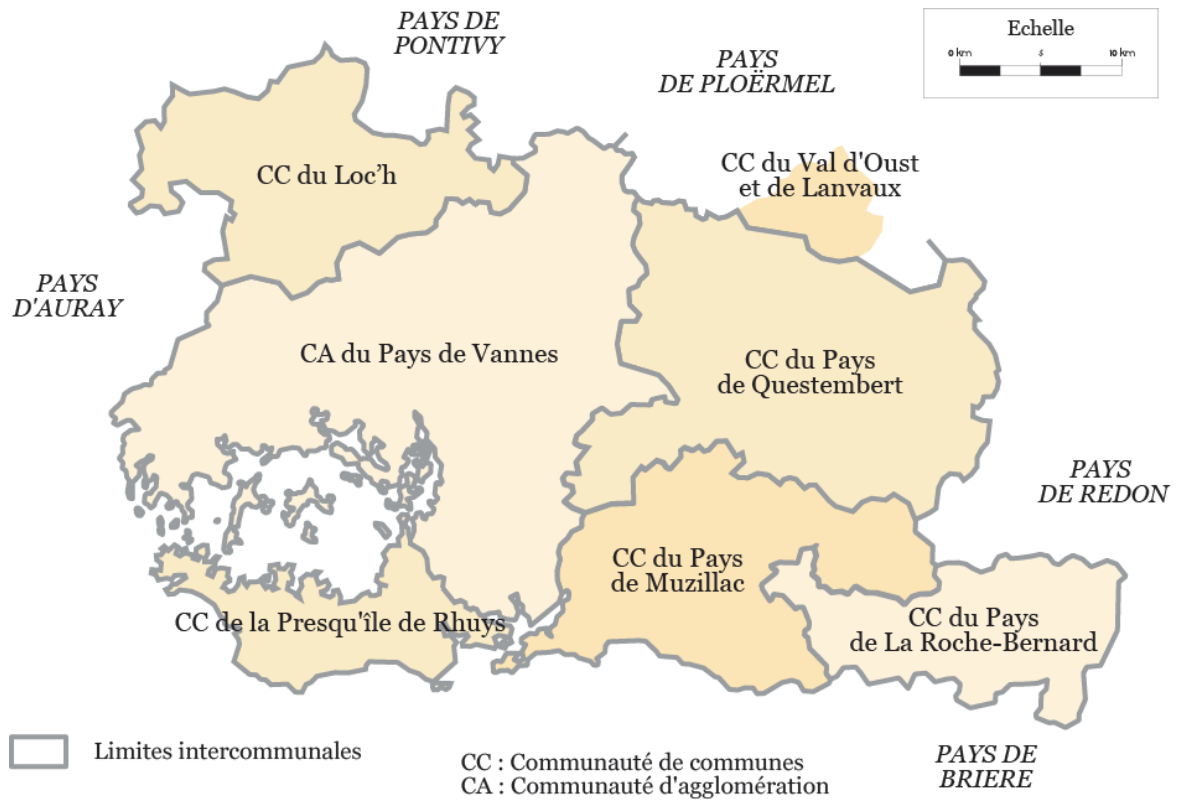 PAYS DE
PONTIVY
Echelle
0 km
5
10 km
PAYS
DE PLOËRMEL
CC du Val d'Oust
et de Lanvaux
CC du Loc’h
PAYS
D'AURAY
CA du Pays de Vannes
CC du Pays
de Questembert
PAYS
DE REDON
CC du Pays
de Muzillac
CC de la Presqu'île de Rhuys
CC du Pays
de La Roche-Bernard
Limites intercommunales
CC : Communauté de communes
CA : Communauté d'agglomération
PAYS DE
BRIERE